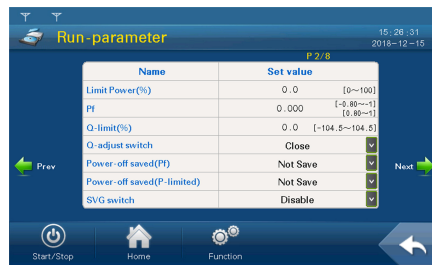 Run-parameter
15:26:31
2018-12-15
P 2/8
Name Set value
Limit Power(%) 0.0 [0~100]
Pf 0.000 [-0.80~-1]
[0.80~1]
Q-limit(%) 0.0 [-104.5~104.5]
Q-adjust switch Close
Power-off saved(Pf) Not Save
Power-off saved(P-limited) Not Save
SVG switch Disable
Prev Next
Start/Stop Home Function